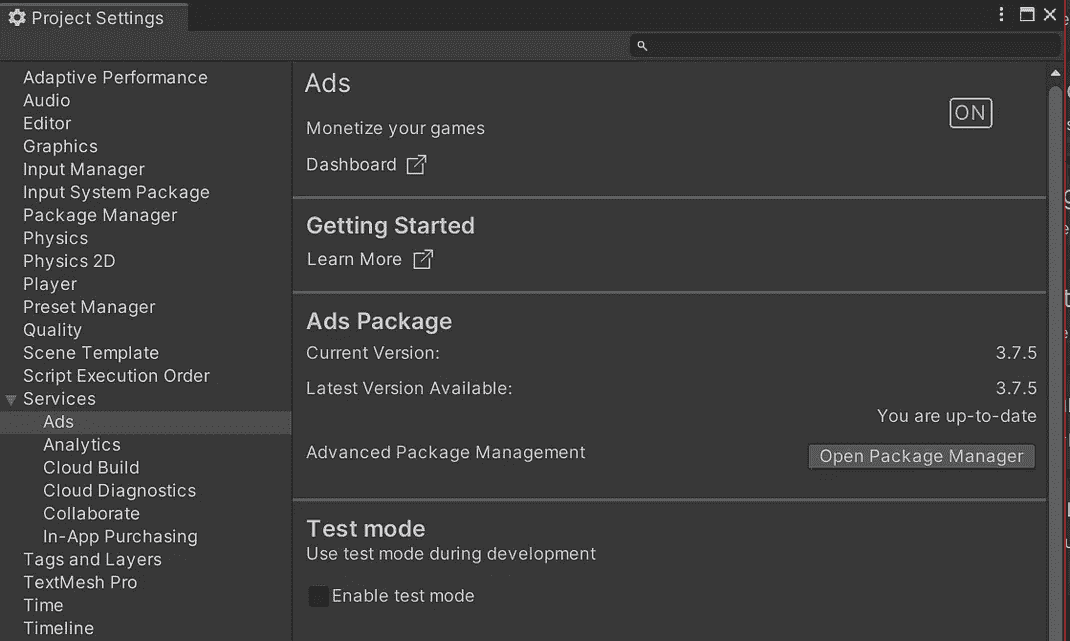 Project Settings
Adaptive Performance
Audio
Editor
Graphics
Input Manager
Input System Package
Package Manager
Physics
Physics 2D
Player
Preset Manager
Quality
Scene Template
Script Execution Order
Services
Ads
Analytics
Cloud Build
Cloud Diagnostics
Collaborate
In-App Purchasing
Tags and Layers
TextMesh Pro
Time
Timeline
Ads
ON
Monetize your games
Dashboard
Getting Started
Learn More
Ads Package
Current Version: 3.7.5
Latest Version Available: 3.7.5
You are up-to-date
Advanced Package Management Open Package Manager
Test mode
Use test mode during development
Enable test mode